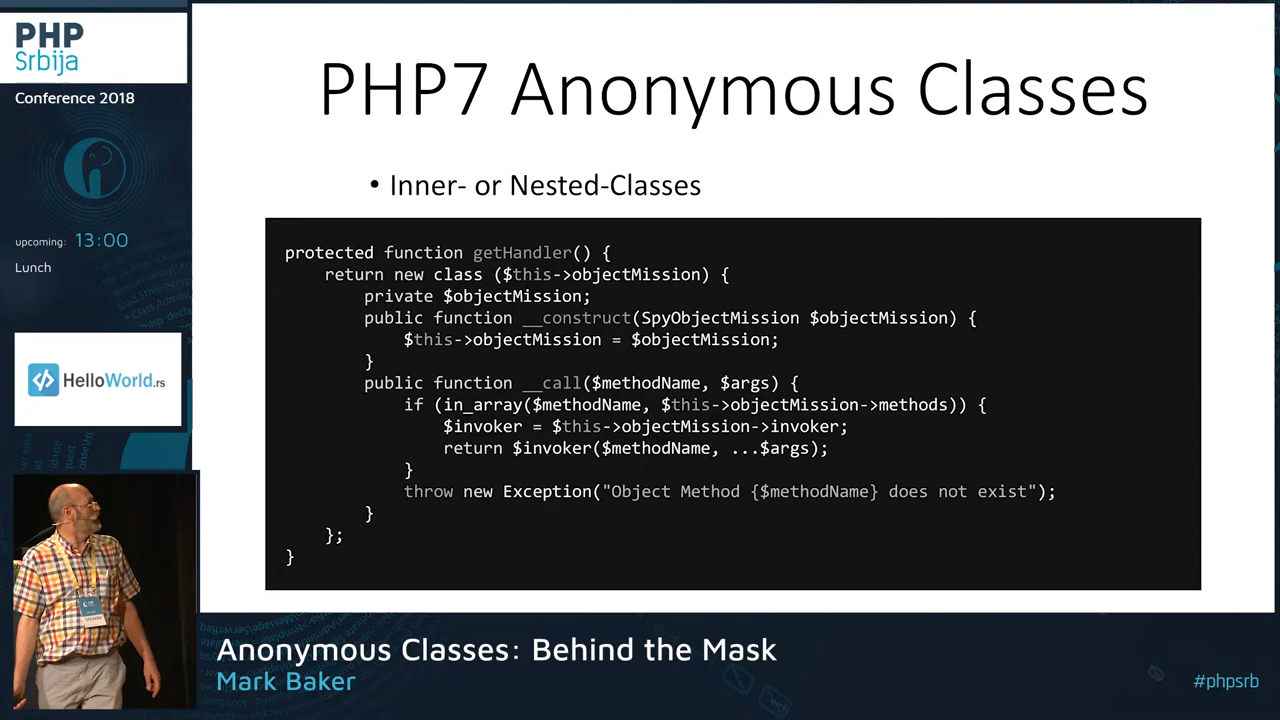 PHP
Srbija
Conference 2018
upcoming: 13:00
Lunch
HelloWorld.rs
PHP7 Anonymous Classes
• Inner- or Nested-Classes
protected function getHandler() {
    return new class ($this->objectMission) {
        private $objectMission;
        public function __construct(SpyObjectMission $objectMission) {
            $this->objectMission = $objectMission;
        }
        public function __call($methodName, $args) {
            if (in_array($methodName, $this->objectMission->methods)) {
                $invoker = $this->objectMission->invoker;
                return $invoker($methodName, ...$args);
            }
            throw new Exception("Object Method {$methodName} does not exist");
        }
    };
}
Anonymous Classes: Behind the Mask
Mark Baker
#phpsrb